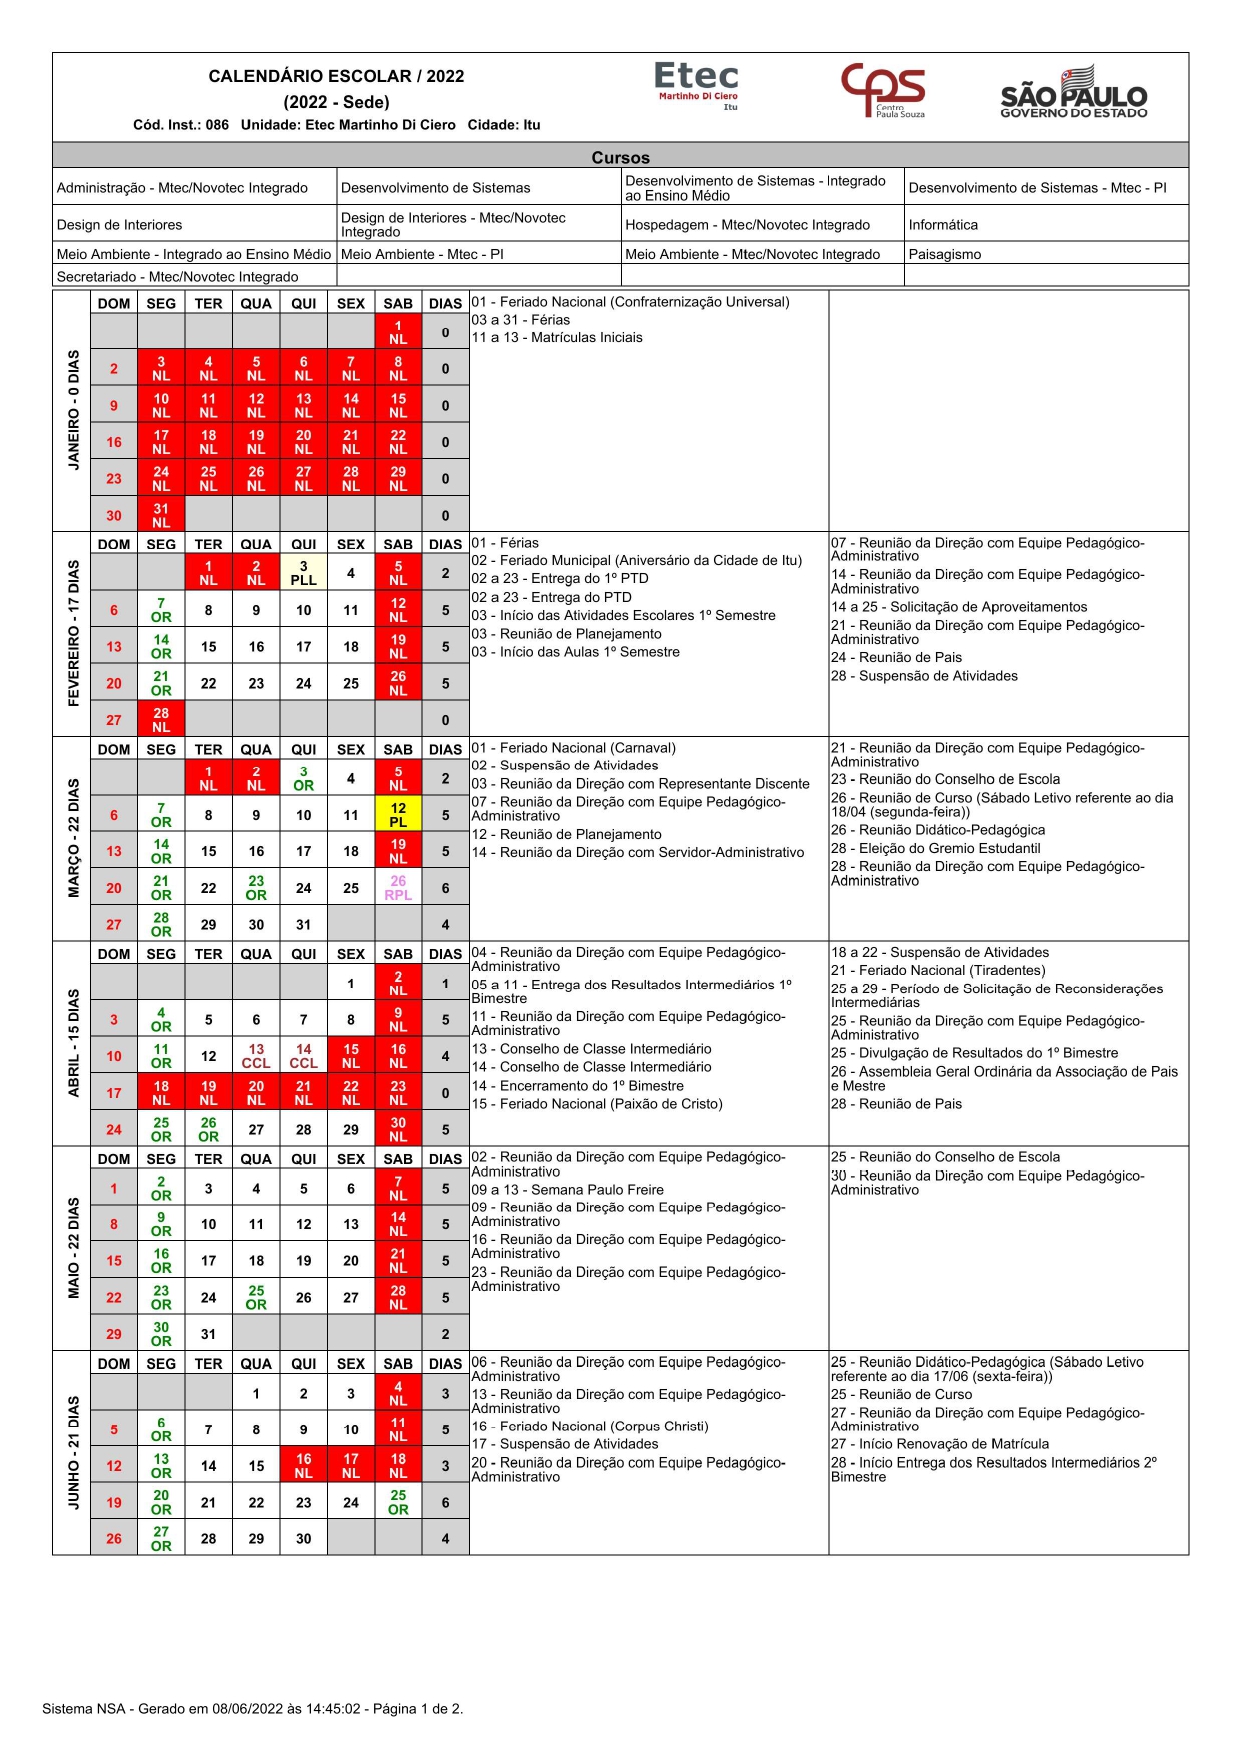 CALENDÁRIO ESCOLAR / 2022
(2022 - Sede)
Cód. Inst.: 086 Unidade: Etec Martinho Di Ciero Cidade: Itu
Etec
Martinho Di Ciero
Itu
CPS
Centro
Paula Souza
SÃO PAULO
GOVERNO DO ESTADO
Cursos
Administração - Mtec/Novotec Integrado
Desenvolvimento de Sistemas
Desenvolvimento de Sistemas - Integrado
ao Ensino Médio
Desenvolvimento de Sistemas - Mtec - PI
Design de Interiores
Design de Interiores - Mtec/Novotec
Integrado
Hospedagem - Mtec/Novotec Integrado
Informática
Meio Ambiente - Integrado ao Ensino Médio
Meio Ambiente - Mtec - PI
Meio Ambiente - Mtec/Novotec Integrado
Paisagismo
Secretariado - Mtec/Novotec Integrado
JANEIRO - 0 DIAS
DOM SEG TER QUA QUI SEX SAB DIAS
1 0
NL
2 3 4 5 6 7 8 0
NL NL NL NL NL NL
9 10 11 12 13 14 15 0
NL NL NL NL NL NL
16 17 18 19 20 21 22 0
NL NL NL NL NL NL
23 24 25 26 27 28 29 0
NL NL NL NL NL NL
30 31 0
NL
01 - Feriado Nacional (Confraternização Universal)
03 a 31 - Férias
11 a 13 - Matrículas Iniciais
FEVEREIRO - 17 DIAS
DOM SEG TER QUA QUI SEX SAB DIAS
1 2 3 4 5 2
NL NL PLL NL
6 7 8 9 10 11 12 5
OR NL
13 14 15 16 17 18 19 5
OR NL
20 21 22 23 24 25 26 5
OR NL
27 28 0
NL
01 - Férias
02 - Feriado Municipal (Aniversário da Cidade de Itu)
02 a 23 - Entrega do 1º PTD
02 a 23 - Entrega do PTD
03 - Início das Atividades Escolares 1º Semestre
03 - Reunião de Planejamento
03 - Início das Aulas 1º Semestre
07 - Reunião da Direção com Equipe Pedagógico-
Administrativo
14 - Reunião da Direção com Equipe Pedagógico-
Administrativo
14 a 25 - Solicitação de Aproveitamentos
21 - Reunião da Direção com Equipe Pedagógico-
Administrativo
24 - Reunião de Pais
28 - Suspensão de Atividades
MARÇO - 22 DIAS
DOM SEG TER QUA QUI SEX SAB DIAS
1 2 3 4 5 2
NL NL OR NL
6 7 8 9 10 11 12 5
OR PL
13 14 15 16 17 18 19 5
OR NL
20 21 22 23 24 25 26 6
OR OR RPL
27 28 29 30 31 4
OR
01 - Feriado Nacional (Carnaval)
02 - Suspensão de Atividades
03 - Reunião da Direção com Representante Discente
07 - Reunião da Direção com Equipe Pedagógico-
Administrativo
12 - Reunião de Planejamento
14 - Reunião da Direção com Servidor-Administrativo
21 - Reunião da Direção com Equipe Pedagógico-
Administrativo
23 - Reunião do Conselho de Escola
26 - Reunião de Curso (Sábado Letivo referente ao dia
18/04 (segunda-feira))
26 - Reunião Didático-Pedagógica
28 - Eleição do Gremio Estudantil
28 - Reunião da Direção com Equipe Pedagógico-
Administrativo
ABRIL - 15 DIAS
DOM SEG TER QUA QUI SEX SAB DIAS
1 2 1
NL
3 4 5 6 7 8 9 5
OR NL
10 11 12 13 14 15 16 4
OR CCL CCL NL NL
17 18 19 20 21 22 23 0
NL NL NL NL NL NL
24 25 26 27 28 29 30 5
OR OR NL
04 - Reunião da Direção com Equipe Pedagógico-
Administrativo
05 a 11 - Entrega dos Resultados Intermediários 1º
Bimestre
11 - Reunião da Direção com Equipe Pedagógico-
Administrativo
13 - Conselho de Classe Intermediário
14 - Conselho de Classe Intermediário
14 - Encerramento do 1º Bimestre
15 - Feriado Nacional (Paixão de Cristo)
18 a 22 - Suspensão de Atividades
21 - Feriado Nacional (Tiradentes)
25 a 29 - Período de Solicitação de Reconsiderações
Intermediárias
25 - Reunião da Direção com Equipe Pedagógico-
Administrativo
25 - Divulgação de Resultados do 1º Bimestre
26 - Assembleia Geral Ordinária da Associação de Pais
e Mestre
28 - Reunião de Pais
MAIO - 22 DIAS
DOM SEG TER QUA QUI SEX SAB DIAS
1 2 3 4 5 6 7 5
OR NL
8 9 10 11 12 13 14 5
OR NL
15 16 17 18 19 20 21 5
OR NL
22 23 24 25 26 27 28 5
OR OR NL
29 30 31 2
OR
02 - Reunião da Direção com Equipe Pedagógico-
Administrativo
09 a 13 - Semana Paulo Freire
09 - Reunião da Direção com Equipe Pedagógico-
Administrativo
16 - Reunião da Direção com Equipe Pedagógico-
Administrativo
23 - Reunião da Direção com Equipe Pedagógico-
Administrativo
25 - Reunião do Conselho de Escola
30 - Reunião da Direção com Equipe Pedagógico-
Administrativo
JUNHO - 21 DIAS
DOM SEG TER QUA QUI SEX SAB DIAS
1 2 3 4 3
NL
5 6 7 8 9 10 11 5
OR NL
12 13 14 15 16 17 18 3
OR NL NL NL
19 20 21 22 23 24 25 6
OR OR
26 27 28 29 30 4
OR
06 - Reunião da Direção com Equipe Pedagógico-
Administrativo
13 - Reunião da Direção com Equipe Pedagógico-
Administrativo
16 - Feriado Nacional (Corpus Christi)
17 - Suspensão de Atividades
20 - Reunião da Direção com Equipe Pedagógico-
Administrativo
25 - Reunião Didático-Pedagógica (Sábado Letivo
referente ao dia 17/06 (sexta-feira))
25 - Reunião de Curso
27 - Reunião da Direção com Equipe Pedagógico-
Administrativo
27 - Início Renovação de Matrícula
28 - Início Entrega dos Resultados Intermediários 2º
Bimestre
Sistema NSA - Gerado em 08/06/2022 às 14:45:02 - Página 1 de 2.